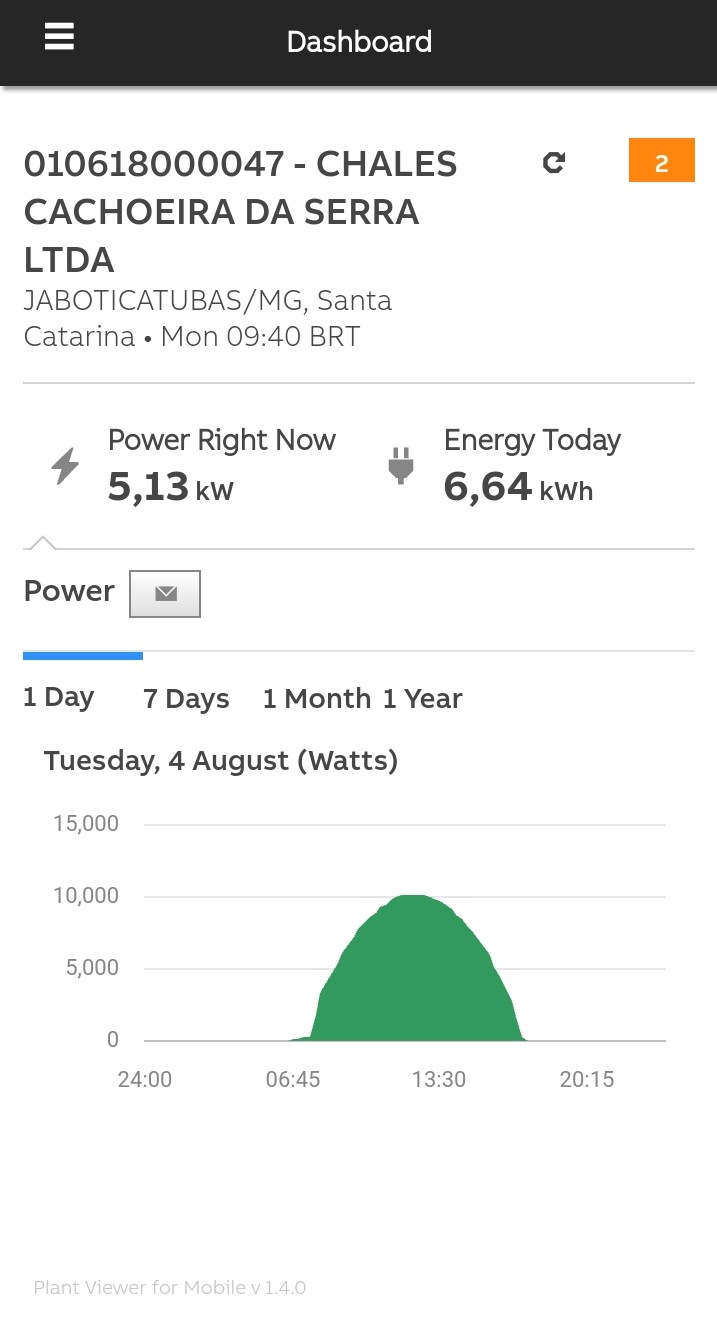 Dashboard
010618000047 - CHALES
2
CACHOEIRA DA SERRA
LTDA
JABOTICATUBAS/MG, Santa
Catarina • Mon 09:40 BRT
Power Right Now
5,13 kW
Energy Today
6,64 kWh
Power
1 Day 7 Days 1 Month 1 Year
Tuesday, 4 August (Watts)
15,000
10,000
5,000
0
24:00 06:45 13:30 20:15
Plant Viewer for Mobile v 1.4.0